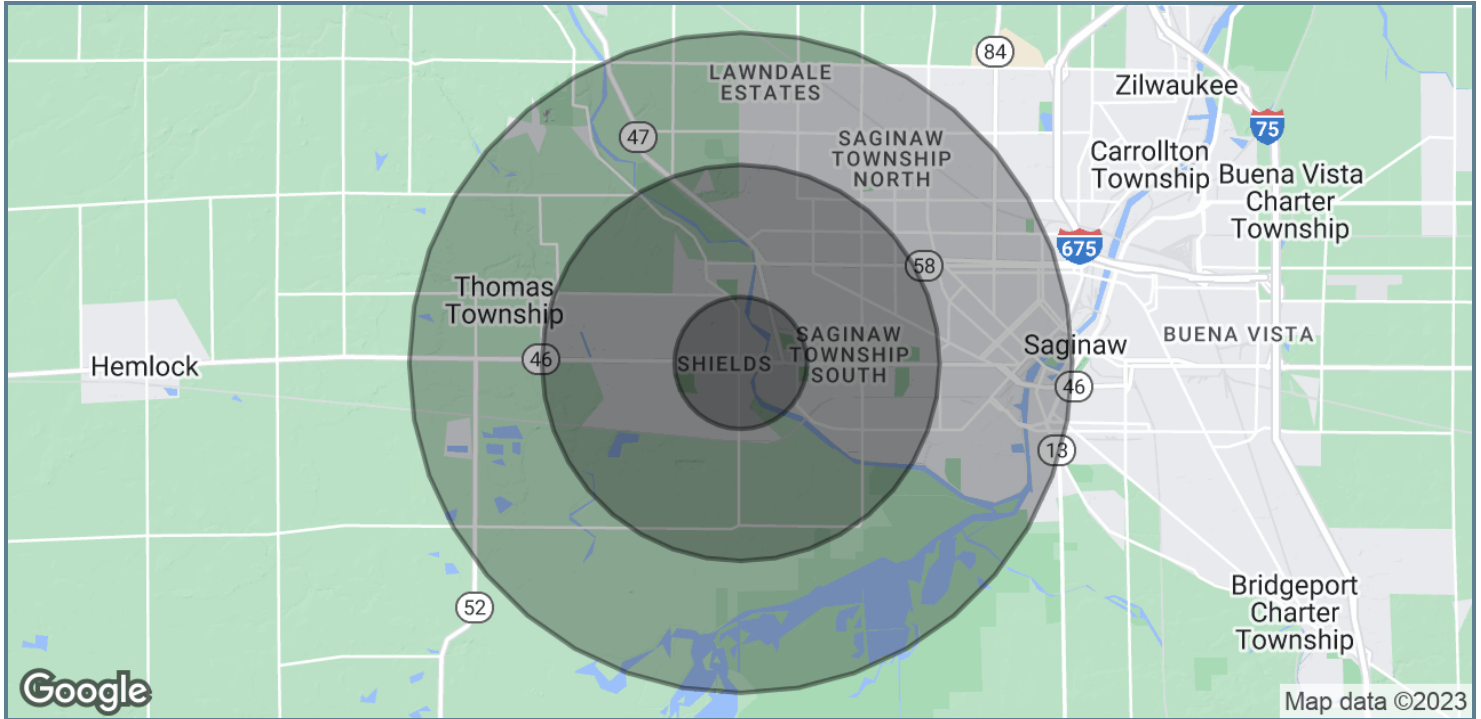 LAWNDALE
ESTATES
84
Zilwaukee
75
47
SAGINAW
TOWNSHIP
NORTH
Carrollton
Township
Buena Vista
Charter
Township
675
58
Thomas
Township
46
SHIELDS
SAGINAW
TOWNSHIP
SOUTH
Saginaw
BUENA VISTA
Hemlock
46
13
52
Bridgeport
Charter
Township
Google
Map data ©2023